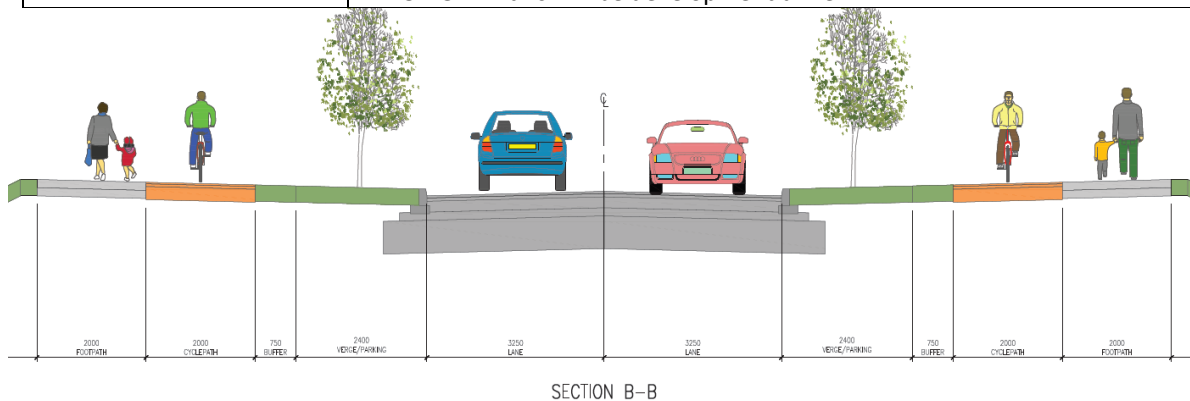 ℄
2000
FOOTPATH
2000
CYCLEPATH
750
BUFFER
2400
VERGE/PARKING
3250
LANE
3250
LANE
2400
VERGE/PARKING
750
BUFFER
2000
CYCLEPATH
2000
FOOTPATH
SECTION B-B